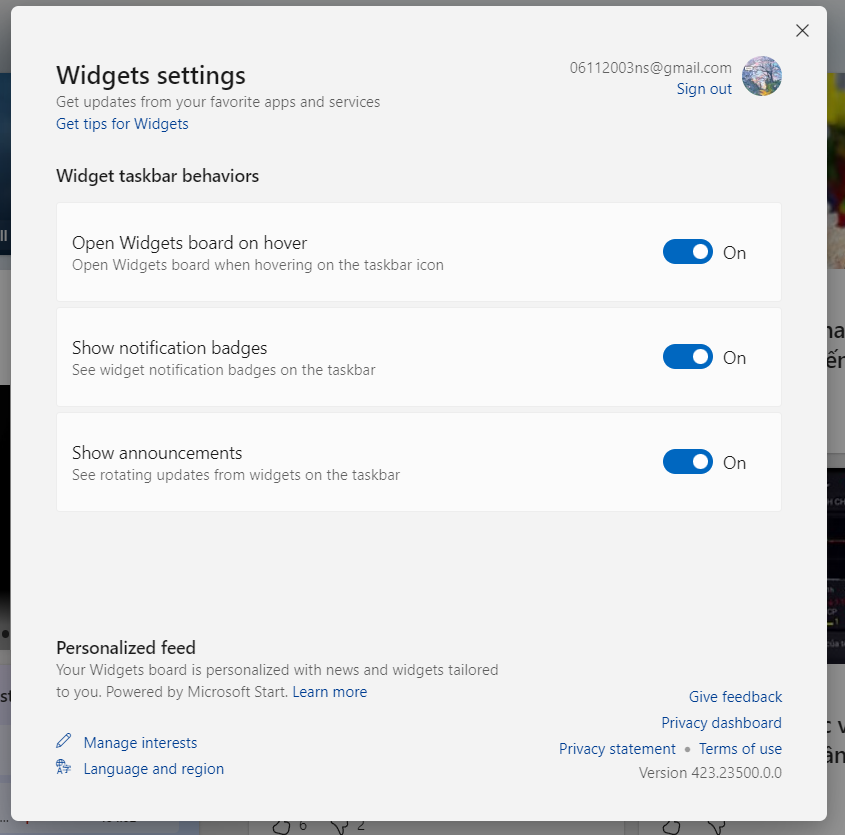 Widgets settings
Get updates from your favorite apps and services
Get tips for Widgets
06112003ns@gmail.com
Sign out
Widget taskbar behaviors
Open Widgets board on hover
Open Widgets board when hovering on the taskbar icon
On
Show notification badges
See widget notification badges on the taskbar
On
Show announcements
See rotating updates from widgets on the taskbar
On
Personalized feed
Your Widgets board is personalized with news and widgets tailored
to you. Powered by Microsoft Start. Learn more
Manage interests
Language and region
Give feedback
Privacy dashboard
Privacy statement • Terms of use
Version 423.23500.0.0
6
2